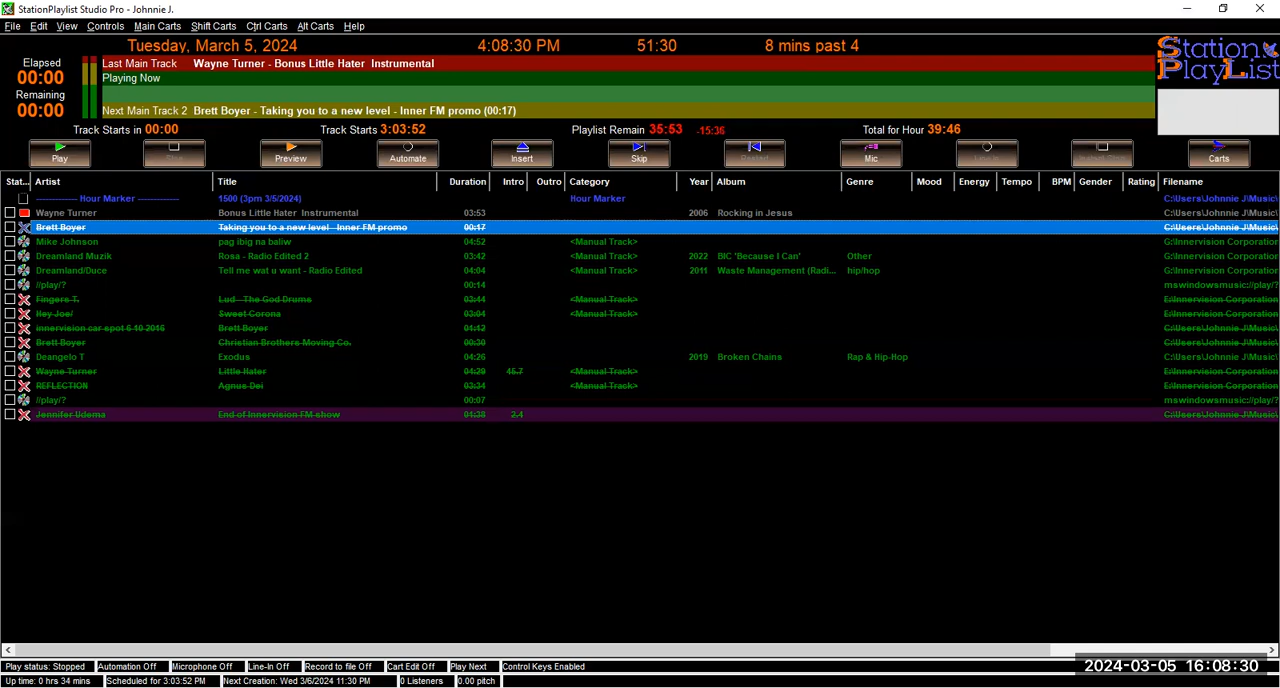 StationPlaylist Studio Pro - Johnnie J.
File Edit View Controls Main Carts Shift Carts Ctrl Carts Alt Carts Help
Tuesday, March 5, 2024 4:08:30 PM 51:30 8 mins past 4
Station PlayList
Elapsed 00:00
Remaining 00:00
Last Main Track Wayne Turner - Bonus Little Hater Instrumental
Playing Now
Next Main Track 2 Brett Boyer - Taking you to a new level - Inner FM promo (00:17)
Track Starts in 00:00 Track Starts 3:03:52 Playlist Remain 35:53 -15:36 Total for Hour 39:46
Play Stop Preview Automate Insert Skip Restart Mic Carts
Stat... Artist Title Duration Intro Outro Category Year Album Genre Mood Energy Tempo BPM Gender Rating Filename
Hour Marker 1500 (3pm 3/5/2024) Hour Marker C:\Users\Johnnie J\Music\
Wayne Turner Bonus Little Hater Instrumental 03:53 2006 Rocking in Jesus C:\Users\Johnnie J\Music\
Brett Boyer Taking you to a new level - Inner FM promo 00:17 C:\Users\Johnnie J\Music\
Mike Johnson pag ibig na baliw 04:52 <Manual Track> G:\Innervision Corporation
Dreamland Muzik Rosa - Radio Edited 2 03:42 <Manual Track> 2022 BIC 'Because I Can' Other G:\Innervision Corporation
Dreamland/Duce Tell me wat u want - Radio Edited 04:04 <Manual Track> 2011 Waste Management (Radi... hip/hop G:\Innervision Corporation
//play/? 00:14 mswindowsmusic://play/?
Fingers T. Lud - The God Drums 03:44 <Manual Track> E:\Innervision Corporation
Hey Joe/ Sweet Corona 03:04 <Manual Track> E:\Innervision Corporation
innervision car spot 6 10 2016 Brett Boyer 01:12 E:\Innervision Corporation
Brett Boyer Christian Brothers Moving Co. 00:30 C:\Users\Johnnie J\Music\
Deangelo T Exodus 04:26 2019 Broken Chains Rap & Hip-Hop C:\Users\Johnnie J\Music\
Wayne Turner Little Hater 04:29 45.7 <Manual Track> E:\Innervision Corporation
REFLECTION Agnus Dei 03:34 <Manual Track> E:\Innervision Corporation
//play/? 00:07 mswindowsmusic://play/?
Jennifer Udema End of Innervision FM show 04:38 2.4 C:\Users\Johnnie J\Music\
Play status: Stopped Automation Off Microphone Off Line-In Off Record to file Off Cart Edit Off Play Next Control Keys Enabled
Up time: 0 hrs 34 mins Scheduled for 3:03:52 PM Next Creation: Wed 3/6/2024 11:30 PM 0 Listeners 0.00 pitch
2024-03-05 16:08:30